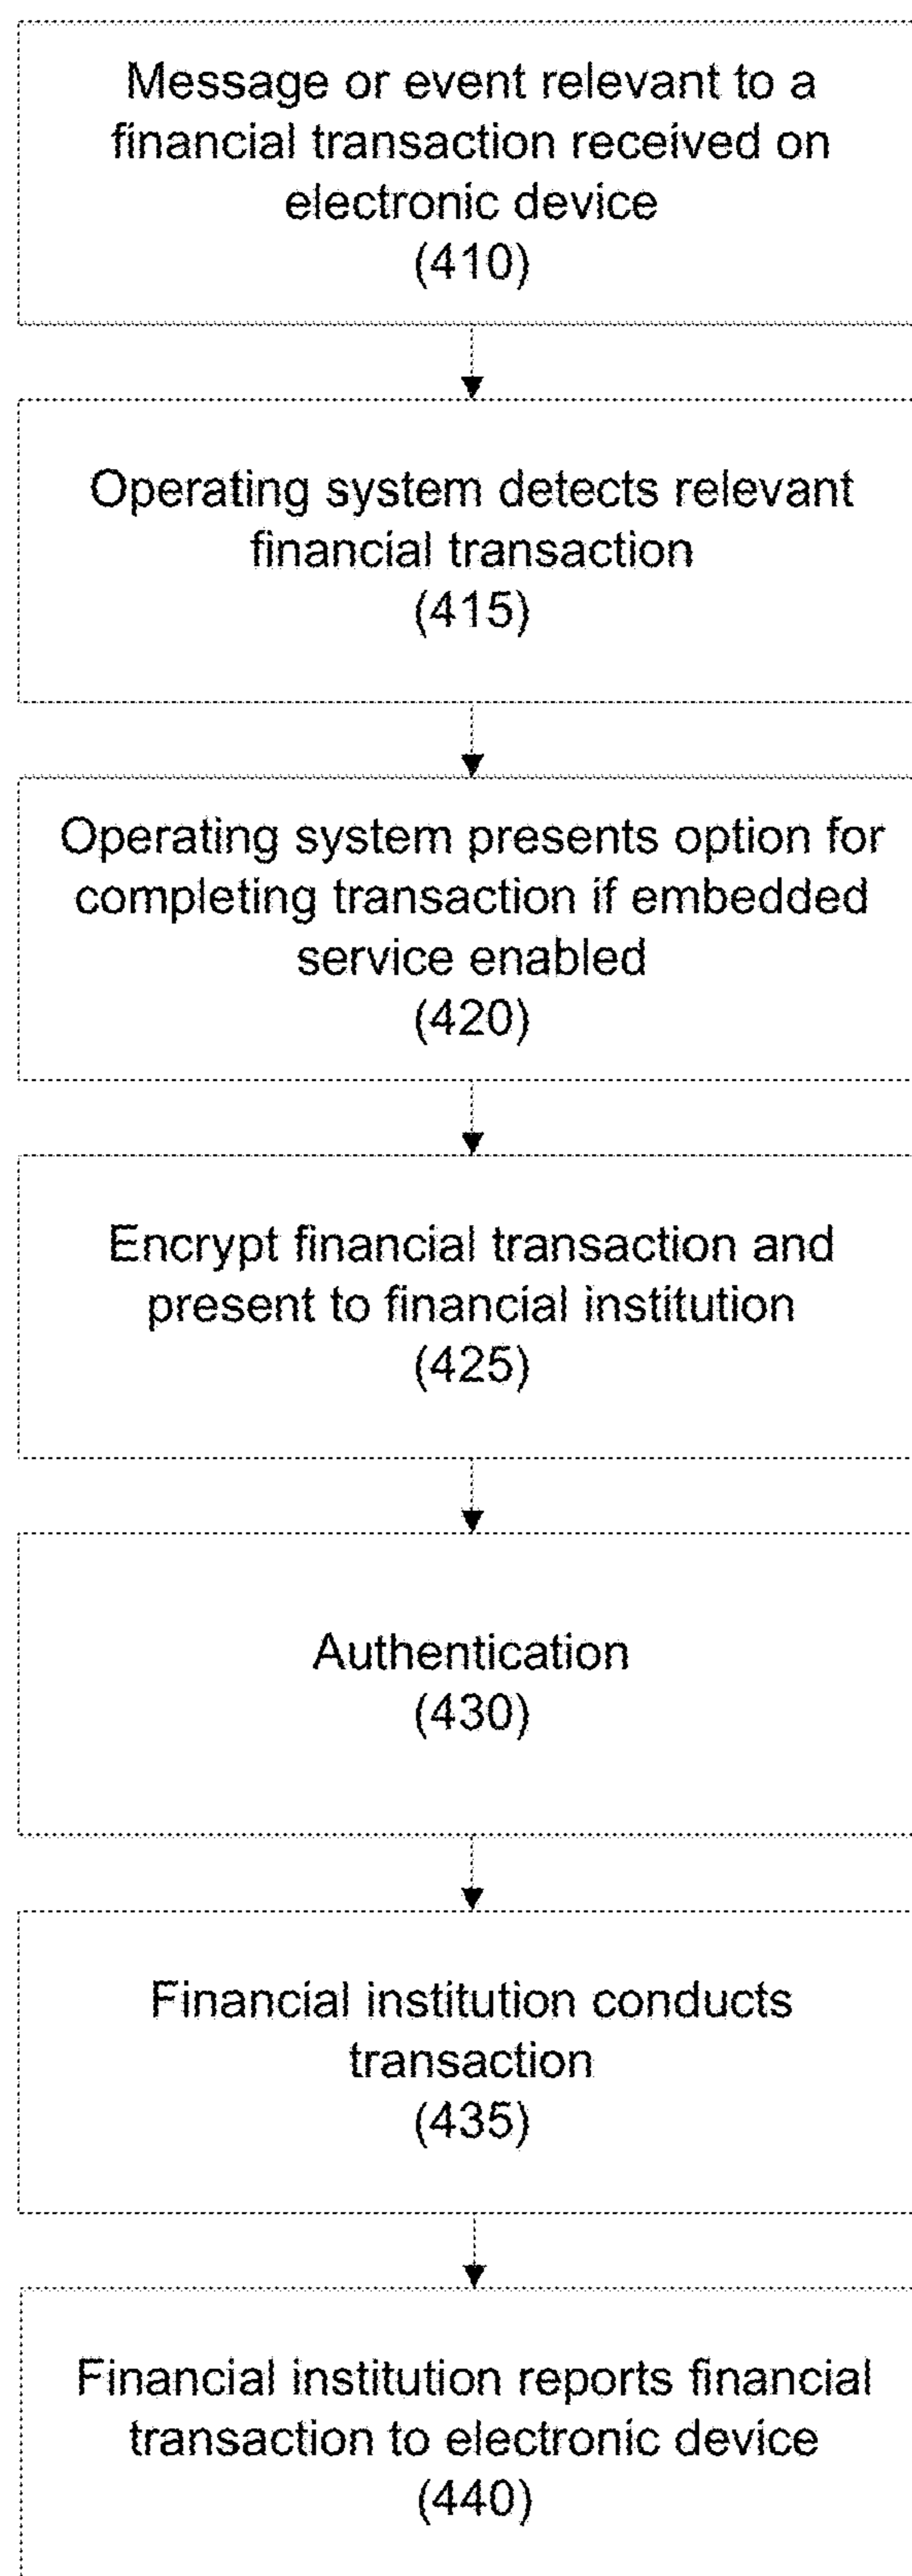 Message or event relevant to a
financial transaction received on
electronic device
(410)
Operating system detects relevant
financial transaction
(415)
Operating system presents option for
completing transaction if embedded
service enabled
(420)
Encrypt financial transaction and
present to financial institution
(425)
Authentication
(430)
Financial institution conducts
transaction
(435)
Financial institution reports financial
transaction to electronic device
(440)